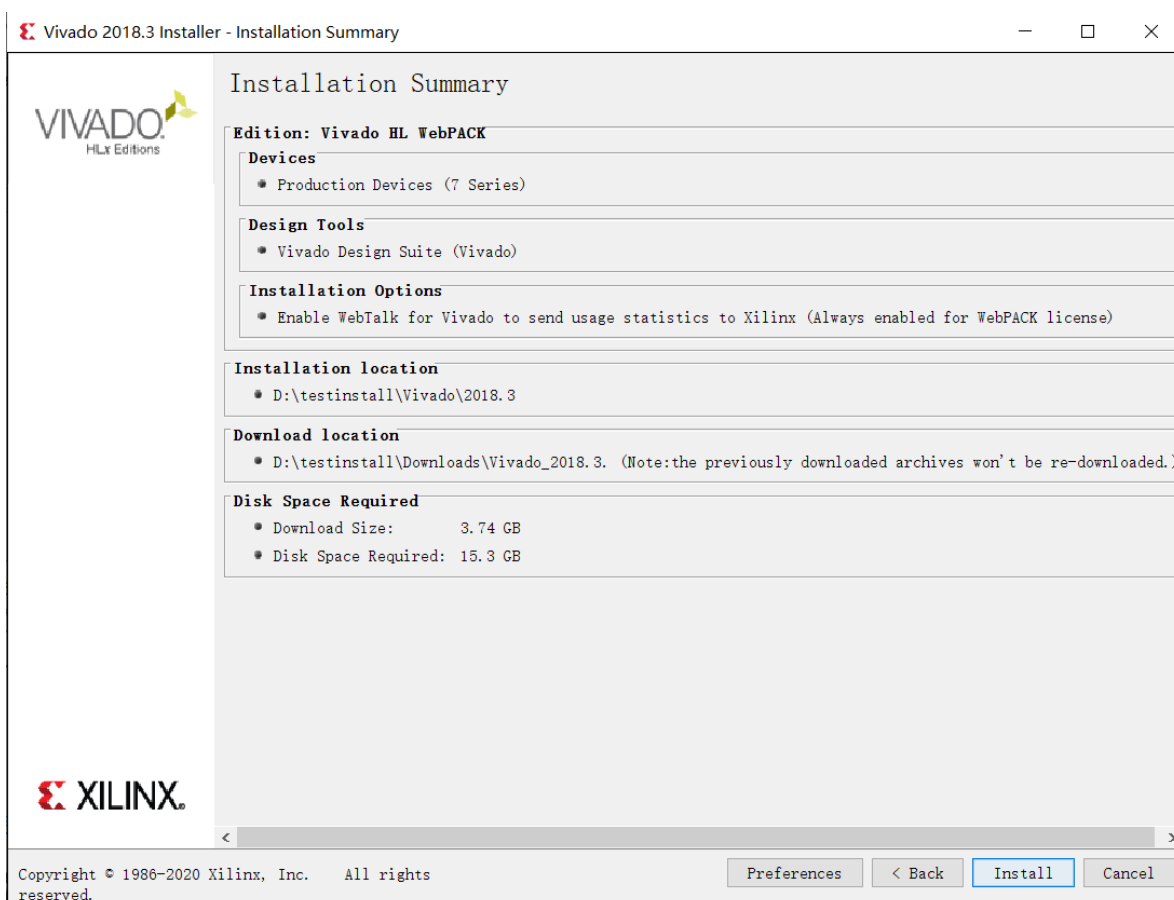 Vivado 2018.3 Installer - Installation Summary
VIVADO.
HLx Editions
Installation Summary
Edition: Vivado HL WebPACK
Devices
Production Devices (7 Series)
Design Tools
Vivado Design Suite (Vivado)
Installation Options
Enable WebTalk for Vivado to send usage statistics to Xilinx (Always enabled for WebPACK license)
Installation location
D:\testinstall\Vivado\2018.3
Download location
D:\testinstall\Downloads\Vivado_2018.3. (Note:the previously downloaded archives won't be re-downloaded.)
Disk Space Required
Download Size: 3.74 GB
Disk Space Required: 15.3 GB
XILINX®
Copyright © 1986-2020 Xilinx, Inc. All rights
reserved.
Preferences < Back Install Cancel